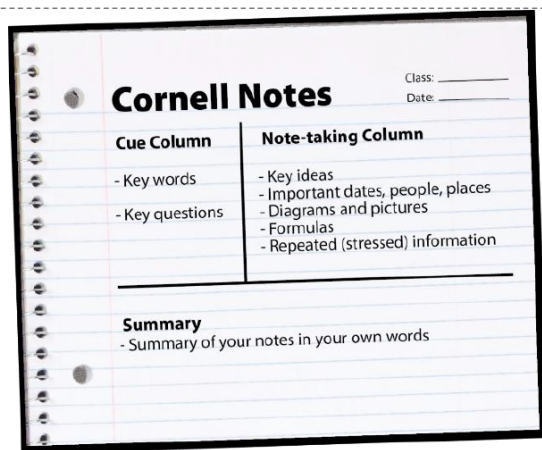 Cornell Notes
Class:
Date:
Cue Column
- Key words
- Key questions
Note-taking Column
- Key ideas
- Important dates, people, places
- Diagrams and pictures
- Formulas
- Repeated (stressed) information
Summary
- Summary of your notes in your own words